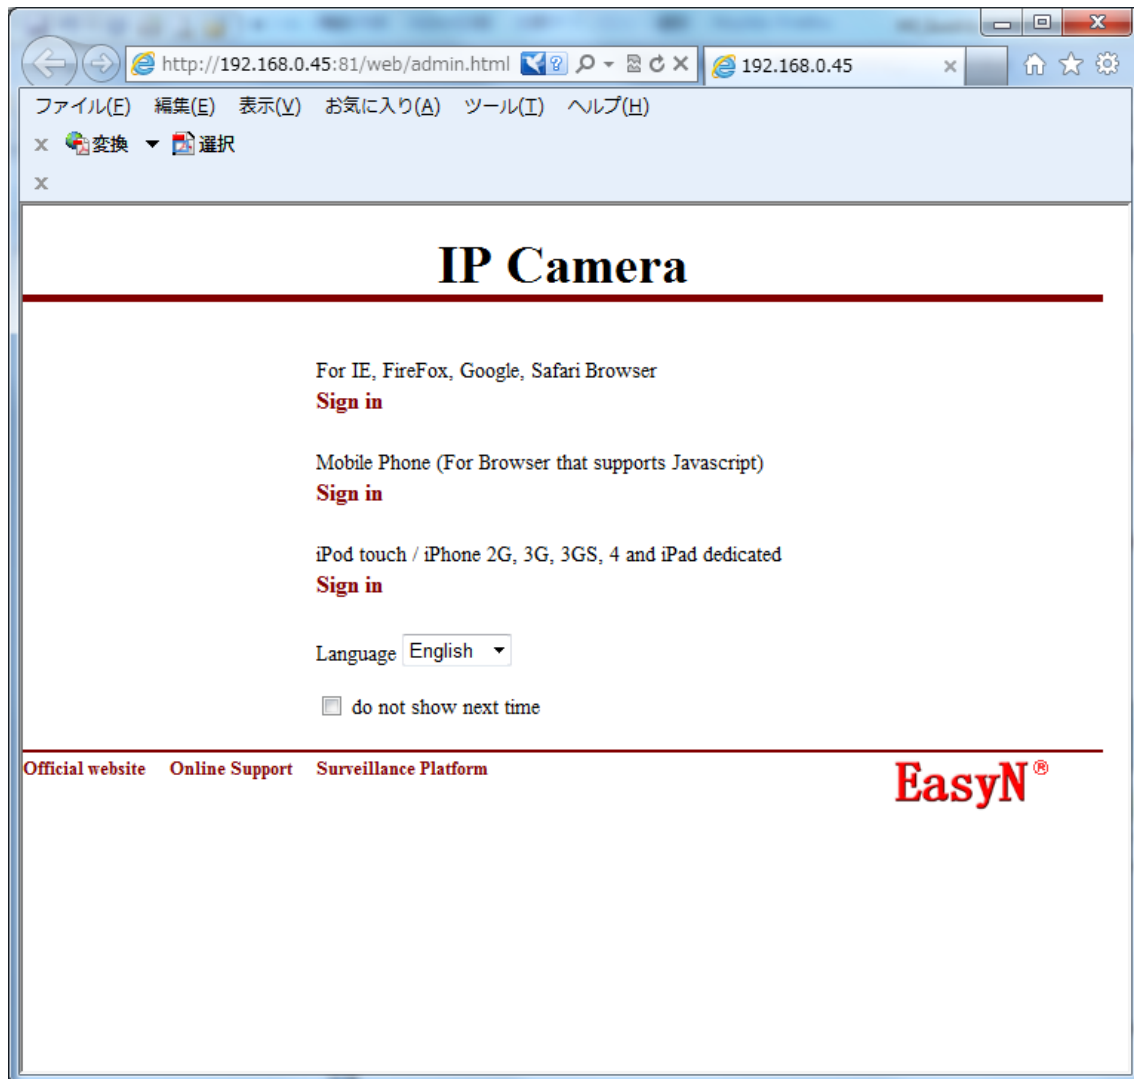 http://192.168.0.45:81/web/admin.html
192.168.0.45
ファイル(F) 編集(E) 表示(V) お気に入り(A) ツール(T) ヘルプ(H)
x 変換 ▼ 選択
x
IP Camera
For IE, FireFox, Google, Safari Browser
Sign in
Mobile Phone (For Browser that supports Javascript)
Sign in
iPod touch / iPhone 2G, 3G, 3GS, 4 and iPad dedicated
Sign in
Language English
do not show next time
Official website Online Support Surveillance Platform
EasyN®